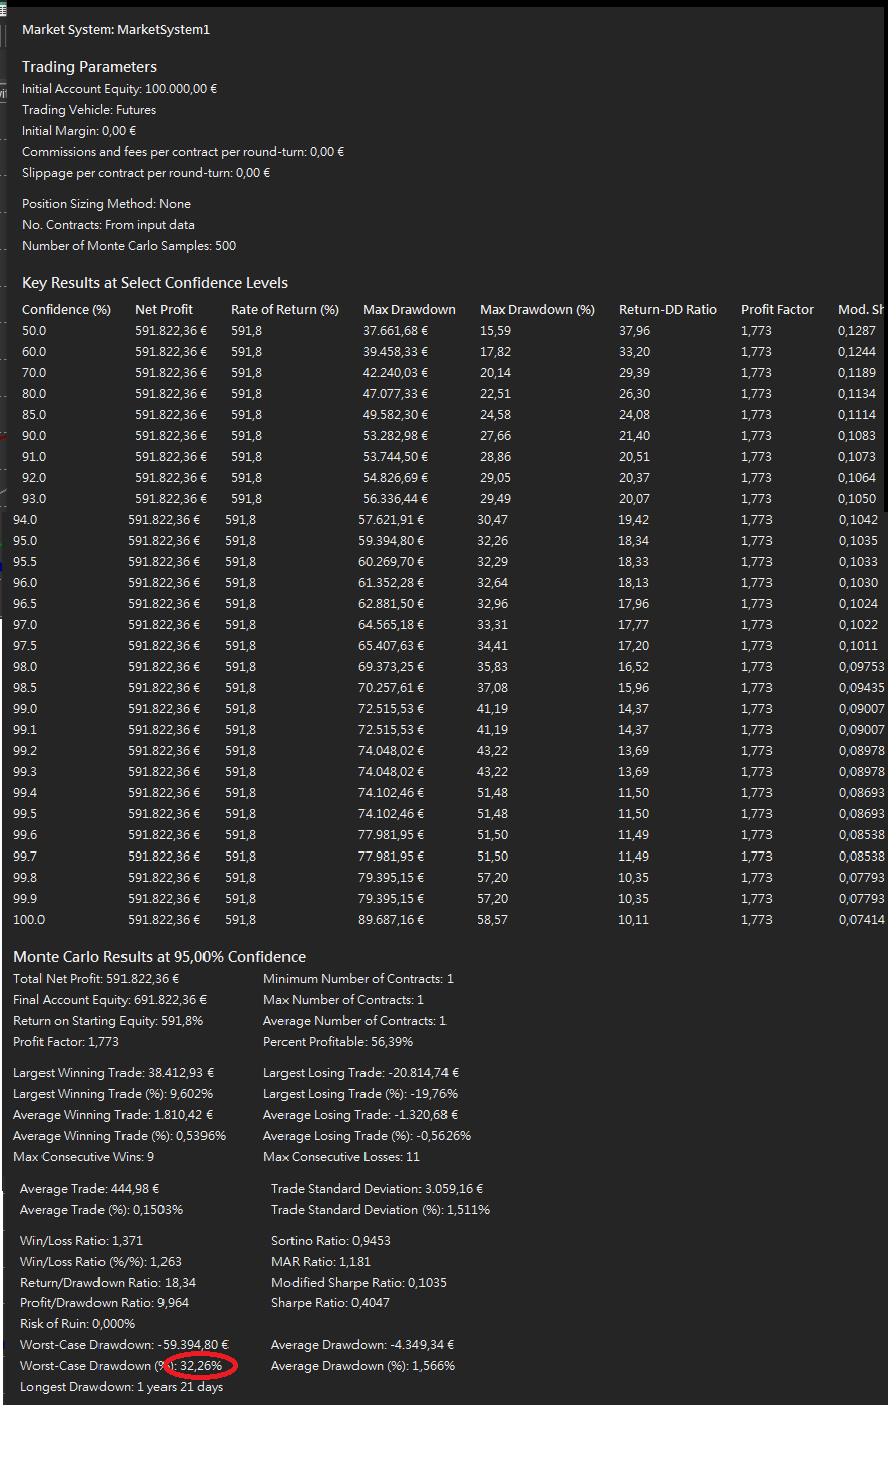 Market System: MarketSystem1
Trading Parameters
Initial Account Equity: 100.000,00 €
Trading Vehicle: Futures
Initial Margin: 0,00 €
Commissions and fees per contract per round-turn: 0,00 €
Slippage per contract per round-turn: 0,00 €
Position Sizing Method: None
No. Contracts: From input data
Number of Monte Carlo Samples: 500
Key Results at Select Confidence Levels
Confidence (%) Net Profit Rate of Return (%) Max Drawdown Max Drawdown (%) Return-DD Ratio Profit Factor Mod. Sh
50.0 591.822,36 € 591,8 37.661,68 € 15,59 37,96 1,773 0,1287
60.0 591.822,36 € 591,8 39.458,33 € 17,82 33,20 1,773 0,1244
70.0 591.822,36 € 591,8 42.240,03 € 20,14 29,39 1,773 0,1189
80.0 591.822,36 € 591,8 47.077,33 € 22,51 26,30 1,773 0,1134
85.0 591.822,36 € 591,8 49.582,30 € 24,58 24,08 1,773 0,1114
90.0 591.822,36 € 591,8 53.282,98 € 27,66 21,40 1,773 0,1083
91.0 591.822,36 € 591,8 53.744,50 € 28,86 20,51 1,773 0,1073
92.0 591.822,36 € 591,8 54.826,69 € 29,05 20,37 1,773 0,1064
93.0 591.822,36 € 591,8 56.336,44 € 29,49 20,07 1,773 0,1050
94.0 591.822,36 € 591,8 57.621,91 € 30,47 19,42 1,773 0,1042
95.0 591.822,36 € 591,8 59.394,80 € 32,26 18,34 1,773 0,1035
95.5 591.822,36 € 591,8 60.269,70 € 32,29 18,33 1,773 0,1033
96.0 591.822,36 € 591,8 61.352,28 € 32,64 18,13 1,773 0,1030
96.5 591.822,36 € 591,8 62.881,50 € 32,96 17,96 1,773 0,1024
97.0 591.822,36 € 591,8 64.565,18 € 33,31 17,77 1,773 0,1022
97.5 591.822,36 € 591,8 65.407,63 € 34,41 17,20 1,773 0,1011
98.0 591.822,36 € 591,8 69.373,25 € 35,83 16,52 1,773 0,09753
98.5 591.822,36 € 591,8 70.257,61 € 37,08 15,96 1,773 0,09435
99.0 591.822,36 € 591,8 72.515,53 € 41,19 14,37 1,773 0,09007
99.1 591.822,36 € 591,8 72.515,53 € 41,19 14,37 1,773 0,09007
99.2 591.822,36 € 591,8 74.048,02 € 43,22 13,69 1,773 0,08978
99.3 591.822,36 € 591,8 74.048,02 € 43,22 13,69 1,773 0,08978
99.4 591.822,36 € 591,8 74.102,46 € 51,48 11,50 1,773 0,08693
99.5 591.822,36 € 591,8 74.102,46 € 51,48 11,50 1,773 0,08693
99.6 591.822,36 € 591,8 77.981,95 € 51,50 11,49 1,773 0,08538
99.7 591.822,36 € 591,8 77.981,95 € 51,50 11,49 1,773 0,08538
99.8 591.822,36 € 591,8 79.395,15 € 57,20 10,35 1,773 0,07793
99.9 591.822,36 € 591,8 79.395,15 € 57,20 10,35 1,773 0,07793
100.0 591.822,36 € 591,8 89.687,16 € 58,57 10,11 1,773 0,07414
Monte Carlo Results at 95,00% Confidence
Total Net Profit: 591.822,36 € Minimum Number of Contracts: 1
Final Account Equity: 691.822,36 € Max Number of Contracts: 1
Return on Starting Equity: 591,8% Average Number of Contracts: 1
Profit Factor: 1,773 Percent Profitable: 56,39%
Largest Winning Trade: 38.412,93 € Largest Losing Trade: -20.814,74 €
Largest Winning Trade (%): 9,602% Largest Losing Trade (%): -19,76%
Average Winning Trade: 1.810,42 € Average Losing Trade: -1.320,68 €
Average Winning Trade (%): 0,5396% Average Losing Trade (%): -0,5626%
Max Consecutive Wins: 9 Max Consecutive Losses: 11
Average Trade: 444,98 € Trade Standard Deviation: 3.059,16 €
Average Trade (%): 0,1503% Trade Standard Deviation (%): 1,511%
Win/Loss Ratio: 1,371 Sortino Ratio: 0,9453
Win/Loss Ratio (%/%): 1,263 MAR Ratio: 1,181
Return/Drawdown Ratio: 18,34 Modified Sharpe Ratio: 0,1035
Profit/Drawdown Ratio: 9,964 Sharpe Ratio: 0,4047
Risk of Ruin: 0,000%
Worst-Case Drawdown: -59.394,80 € Average Drawdown: -4.349,34 €
Worst-Case Drawdown (%): 32,26% Average Drawdown (%): 1,566%
Longest Drawdown: 1 years 21 days